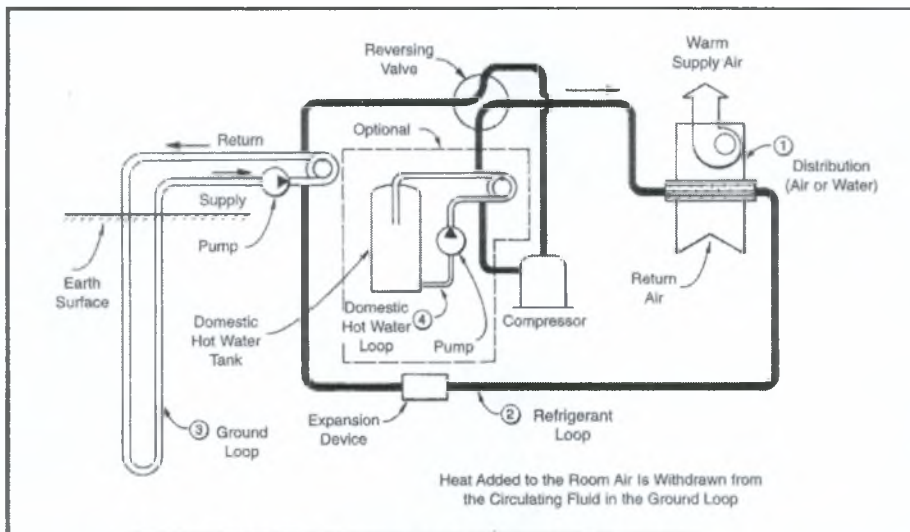 Reversing
Valve
Warm
Supply Air
Optional
Return
1
Distribution
(Air or Water)
Supply
Pump
Earth
Surface
Return
Air
Domestic
Hot Water
Tank
Domestic
Hot Water 4
Loop
Pump
Compressor
3 Ground
Loop
Expansion
Device
2 Refrigerant
Loop
Heat Added to the Room Air Is Withdrawn from
the Circulating Fluid in the Ground Loop